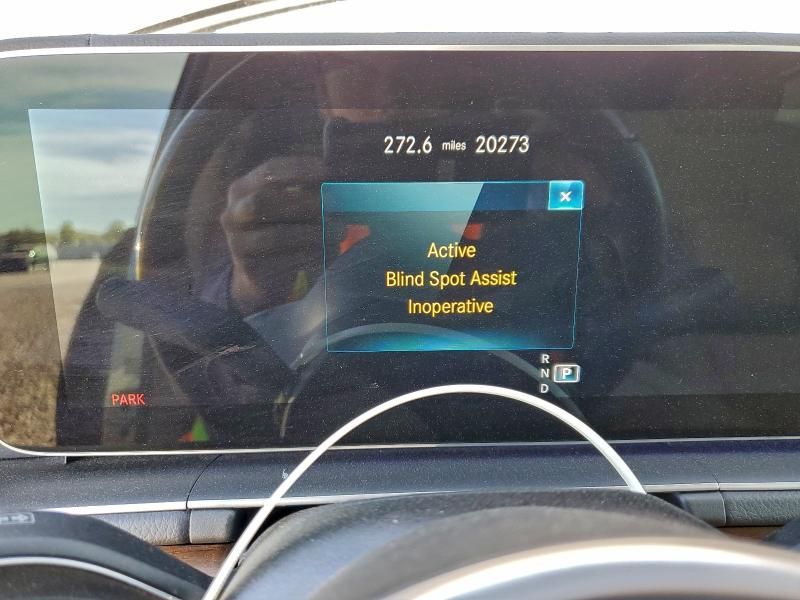 272.6 miles 20273
X
Active
Blind Spot Assist
Inoperative
R
N P
D
PARK